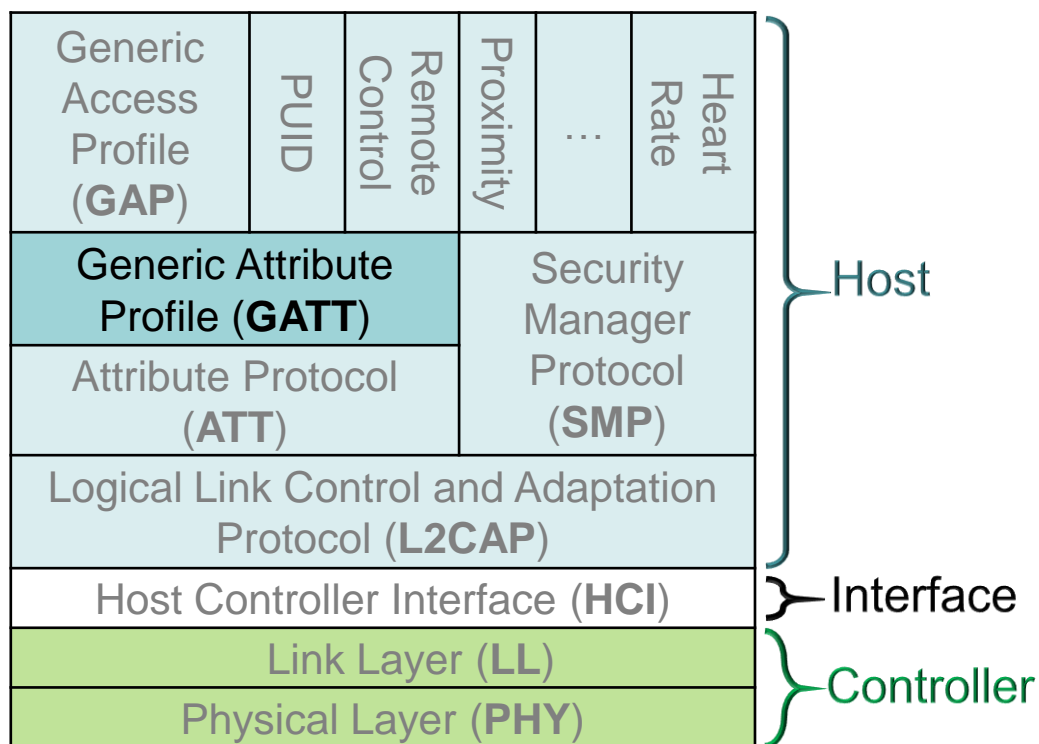 Generic
Access
Profile
(GAP)
PUID
Remote
Control
Proximity
...
Heart
Rate
Generic Attribute
Profile (GATT)
Security
Manager
Protocol
(SMP)
Attribute Protocol
(ATT)
Logical Link Control and Adaptation
Protocol (L2CAP)
Host Controller Interface (HCI)
Link Layer (LL)
Physical Layer (PHY)
Host
Interface
Controller